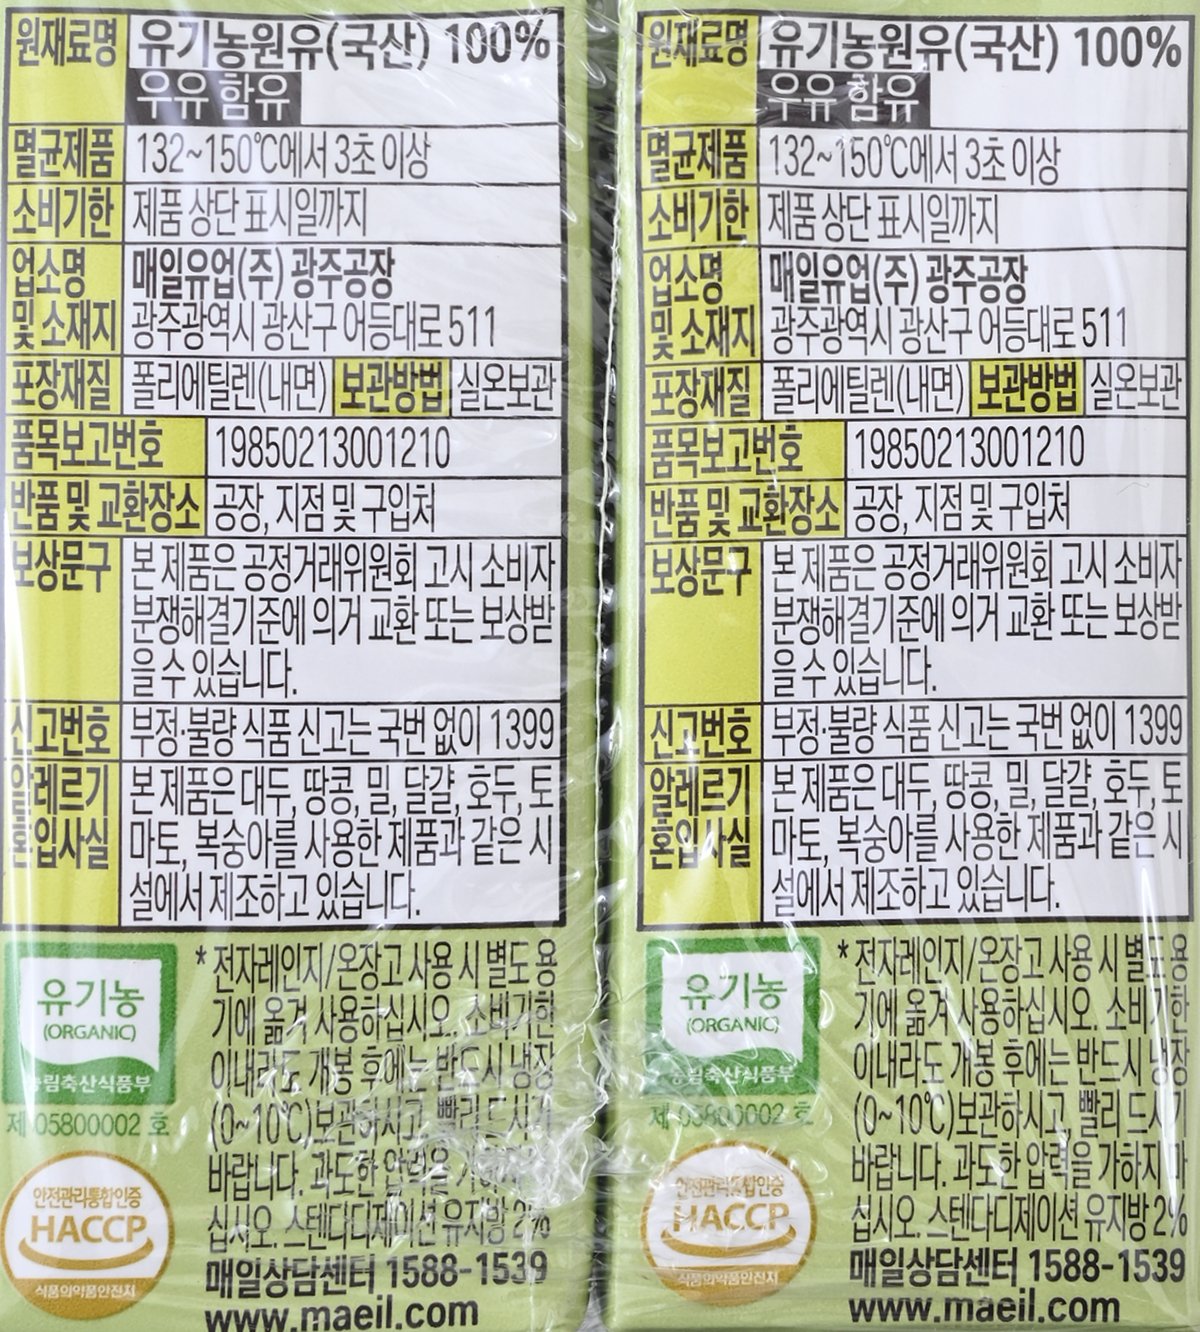 원재료명 유기농원유(국산) 100%
우유 함유
멸균제품 132~150℃에서 3초 이상
소비기한 제품 상단 표시일까지
업소명 매일유업(주) 광주공장
및 소재지 광주광역시 광산구 어등대로 511
포장재질 폴리에틸렌(내면) 보관방법 실온보관
품목보고번호 19850213001210
반품 및 교환장소 공장, 지점 및 구입처
보상문구 본 제품은 공정거래위원회 고시 소비자
분쟁해결기준에 의거 교환 또는 보상받
을 수 있습니다.
신고번호 부정·불량 식품 신고는 국번 없이 1399
알레르기 본 제품은 대두, 땅콩, 밀, 달걀, 호두, 토
혼입사실 마토, 복숭아를 사용한 제품과 같은 시
설에서 제조하고 있습니다.
유기농
(ORGANIC)
농림축산식품부
제 05800002 호
안전관리통합인증
HACCP
식품의약품안전처
* 전자레인지/온장고 사용 시 별도 용
기에 옮겨 사용하십시오. 소비기한
이내라도 개봉 후에는 반드시 냉장
(0~10℃)보관하시고, 빨리 드시기
바랍니다. 과도한 압력을 가하지
십시오. 스텐다디제이션 유지방 2%
매일상담센터 1588-1539
www.maeil.com
원재료명 유기농원유(국산) 100%
우유 함유
멸균제품 132~150℃에서 3초 이상
소비기한 제품 상단 표시일까지
업소명 매일유업(주) 광주공장
및 소재지 광주광역시 광산구 어등대로 511
포장재질 폴리에틸렌(내면) 보관방법 실온보관
품목보고번호 19850213001210
반품 및 교환장소 공장, 지점 및 구입처
보상문구 본 제품은 공정거래위원회 고시 소비자
분쟁해결기준에 의거 교환 또는 보상받
을 수 있습니다.
신고번호 부정·불량 식품 신고는 국번 없이 1399
알레르기 본 제품은 대두, 땅콩, 밀, 달걀, 호두, 토
혼입사실 마토, 복숭아를 사용한 제품과 같은 시
설에서 제조하고 있습니다.
유기농
(ORGANIC)
농림축산식품부
제 05800002 호
안전관리통합인증
HACCP
식품의약품안전처
* 전자레인지/온장고 사용 시 별도 용
기에 옮겨 사용하십시오. 소비기한
이내라도 개봉 후에는 반드시 냉장
(0~10℃)보관하시고, 빨리 드시기
바랍니다. 과도한 압력을 가하지 마
십시오. 스텐다디제이션 유지방 2%
매일상담센터 1588-1539
www.maeil.com